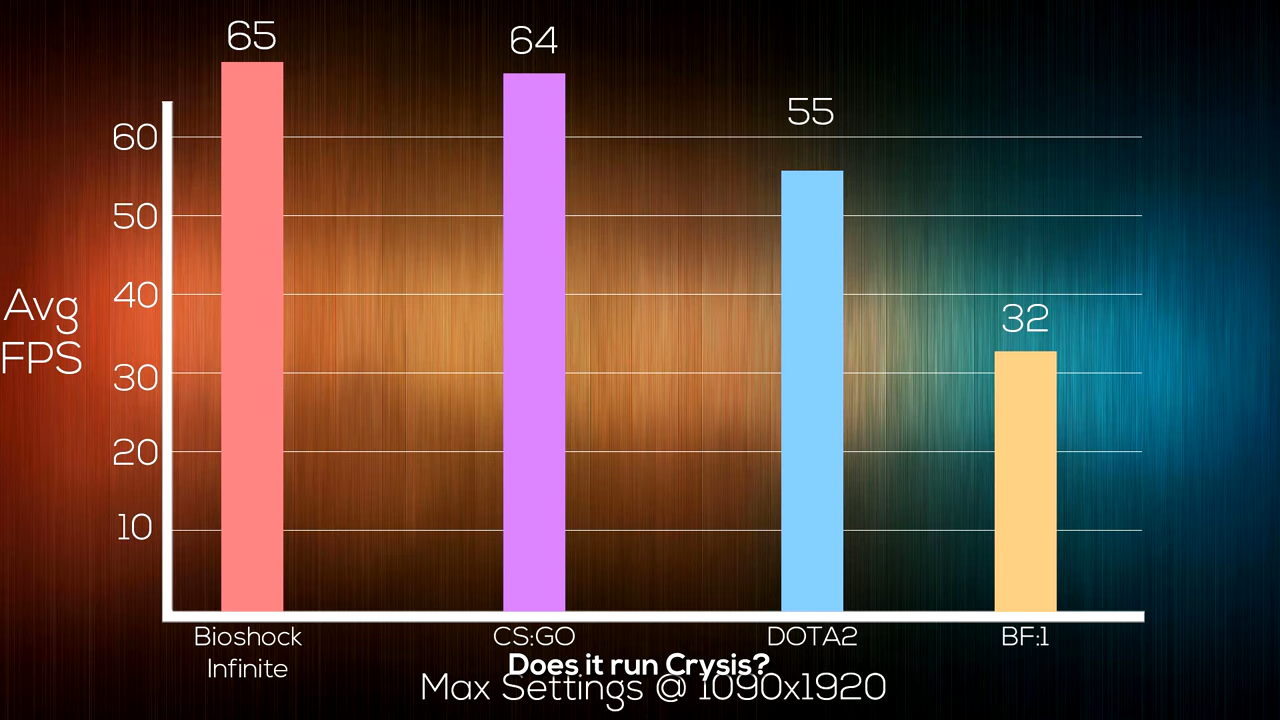 65
64
55
32
60
50
40
30
20
10
Avg
FPS
Bioshock
Infinite
CS:GO
DOTA2
BF:1
Does it run Crysis?
Max Settings @ 1090x1920